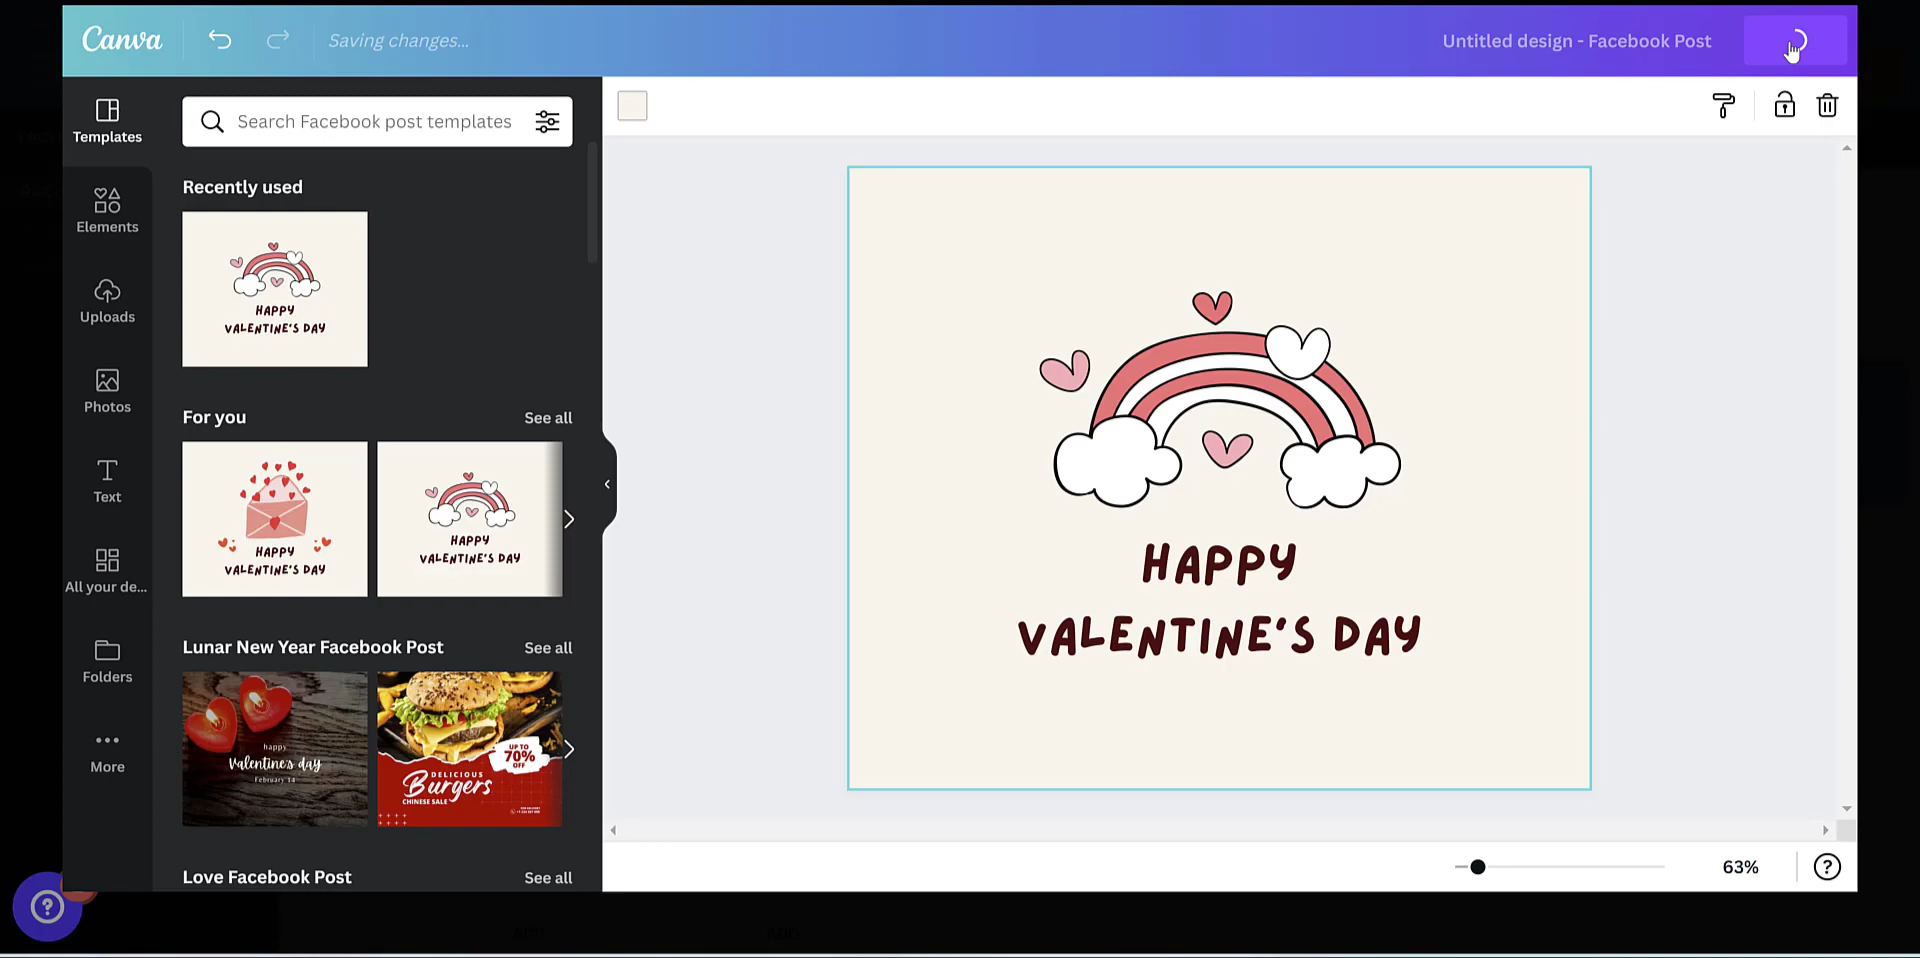 Canva
Saving changes...
Untitled design - Facebook Post
Templates
Elements
Uploads
Photos
Text
All your de...
Folders
More
Search Facebook post templates
Recently used
HAPPY
VALENTINE'S DAY
For you
See all
HAPPY
VALENTINE'S DAY
HAPPY
VALENTINE'S DAY
Lunar New Year Facebook Post
See all
happy
Valentine's day
February 14
UP TO
70%
OFF
DELICIOUS
Burgers
CHINESE SALE
Love Facebook Post
See all
HAPPY
VALENTINE'S DAY
63%